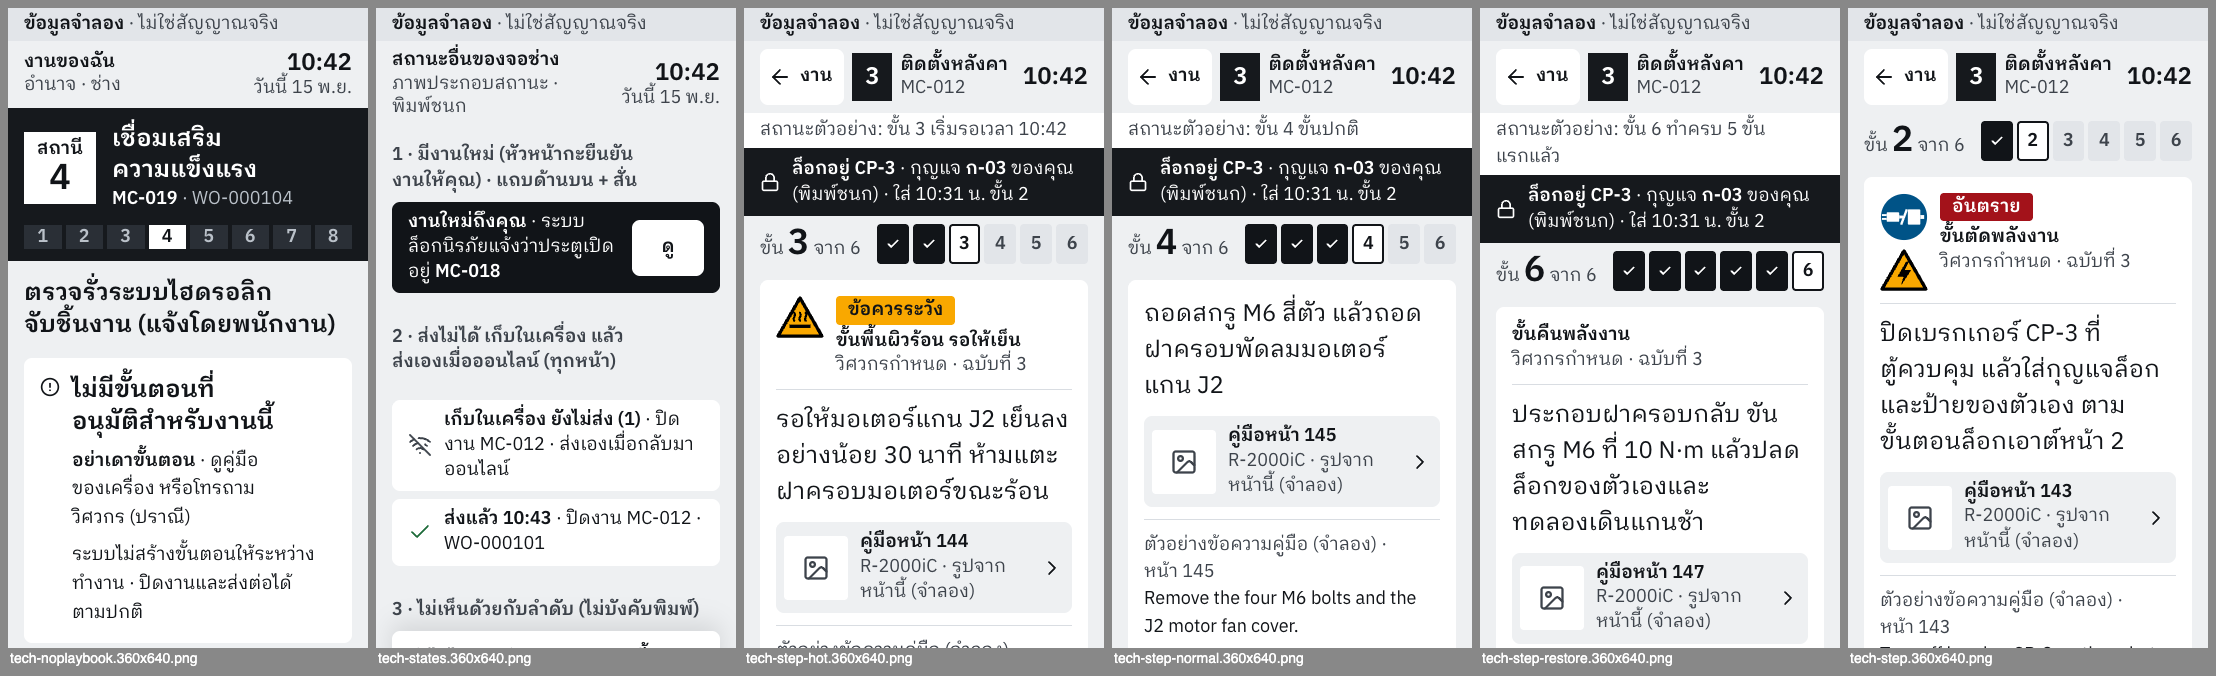 ข้อมูลจำลอง · ไม่ใช่สัญญาณจริง
งานของฉัน
อำนาจ · ช่าง
10:42
วันนี้ 15 พ.ย.
สถานี
4
เชื่อมเสริม
ความแข็งแรง
MC-019 · WO-000104
1 2 3 4 5 6 7 8
ตรวจรั่วระบบไฮดรอลิก
จับชิ้นงาน (แจ้งโดยพนักงาน)
ไม่มีขั้นตอนที่
อนุมัติสำหรับงานนี้
อย่าเดาขั้นตอน · ดูคู่มือ
ของเครื่อง หรือโทรถาม
วิศวกร (ปราณี)
ระบบไม่สร้างขั้นตอนให้ระหว่าง
ทำงาน · ปิดงานและส่งต่อได้
ตามปกติ
tech-noplaybook.360x640.png
ข้อมูลจำลอง · ไม่ใช่สัญญาณจริง
สถานะอื่นของจอช่าง
ภาพประกอบสถานะ ·
พิมพ์ชนก
10:42
วันนี้ 15 พ.ย.
1 · มีงานใหม่ (หัวหน้ากะยืนยัน
งานให้คุณ) · แถบด้านบน + สั่น
งานใหม่ถึงคุณ · ระบบ
ล็อกนิรภัยแจ้งว่าประตูเปิด
อยู่ MC-018
ดู
2 · ส่งไม่ได้ เก็บในเครื่อง แล้ว
ส่งเองเมื่อออนไลน์ (ทุกหน้า)
เก็บในเครื่อง ยังไม่ส่ง (1) · ปิด
งาน MC-012 · ส่งเองเมื่อกลับมา
ออนไลน์
ส่งแล้ว 10:43 · ปิดงาน MC-012 ·
WO-000101
3 · ไม่เห็นด้วยกับลำดับ (ไม่บังคับพิมพ์)
tech-states.360x640.png
ข้อมูลจำลอง · ไม่ใช่สัญญาณจริง
งาน
3
ติดตั้งหลังคา
MC-012
10:42
สถานะตัวอย่าง: ขั้น 3 เริ่มรอเวลา 10:42
ล็อกอยู่ CP-3 · กุญแจ ก-03 ของคุณ
(พิมพ์ชนก) · ใส่ 10:31 น. ขั้น 2
ขั้น 3 จาก 6
3 4 5 6
ข้อควรระวัง
ขั้นพื้นผิวร้อน รอให้เย็น
วิศวกรกำหนด · ฉบับที่ 3
รอให้มอเตอร์แกน J2 เย็นลง
อย่างน้อย 30 นาที ห้ามแตะ
ฝาครอบมอเตอร์ขณะร้อน
คู่มือหน้า 144
R-2000iC · รูปจาก
หน้านี้ (จำลอง)
ตัวอย่างข้อความคู่มือ (จำลอง) ·
tech-step-hot.360x640.png
ข้อมูลจำลอง · ไม่ใช่สัญญาณจริง
งาน
3
ติดตั้งหลังคา
MC-012
10:42
สถานะตัวอย่าง: ขั้น 4 ขั้นปกติ
ล็อกอยู่ CP-3 · กุญแจ ก-03 ของคุณ
(พิมพ์ชนก) · ใส่ 10:31 น. ขั้น 2
ขั้น 4 จาก 6
4 5 6
ถอดสกรู M6 สี่ตัว แล้วถอด
ฝาครอบพัดลมมอเตอร์
แกน J2
คู่มือหน้า 145
R-2000iC · รูปจาก
หน้านี้ (จำลอง)
ตัวอย่างข้อความคู่มือ (จำลอง) ·
หน้า 145
Remove the four M6 bolts and the
J2 motor fan cover.
tech-step-normal.360x640.png
ข้อมูลจำลอง · ไม่ใช่สัญญาณจริง
งาน
3
ติดตั้งหลังคา
MC-012
10:42
สถานะตัวอย่าง: ขั้น 6 ทำครบ 5 ขั้น
แรกแล้ว
ล็อกอยู่ CP-3 · กุญแจ ก-03 ของคุณ
(พิมพ์ชนก) · ใส่ 10:31 น. ขั้น 2
ขั้น 6 จาก 6
6
ขั้นคืนพลังงาน
วิศวกรกำหนด · ฉบับที่ 3
ประกอบฝาครอบกลับ ขัน
สกรู M6 ที่ 10 N·m แล้วปลด
ล็อกของตัวเองและ
ทดลองเดินแกนช้า
คู่มือหน้า 147
R-2000iC · รูปจาก
หน้านี้ (จำลอง)
tech-step-restore.360x640.png
ข้อมูลจำลอง · ไม่ใช่สัญญาณจริง
งาน
3
ติดตั้งหลังคา
MC-012
10:42
ขั้น 2 จาก 6
2 3 4 5 6
อันตราย
ขั้นตัดพลังงาน
วิศวกรกำหนด · ฉบับที่ 3
ปิดเบรกเกอร์ CP-3 ที่
ตู้ควบคุม แล้วใส่กุญแจล็อก
และป้ายของตัวเอง ตาม
ขั้นตอนล็อกเอาต์หน้า 2
คู่มือหน้า 143
R-2000iC · รูปจาก
หน้านี้ (จำลอง)
ตัวอย่างข้อความคู่มือ (จำลอง) ·
หน้า 143
tech-step.360x640.png